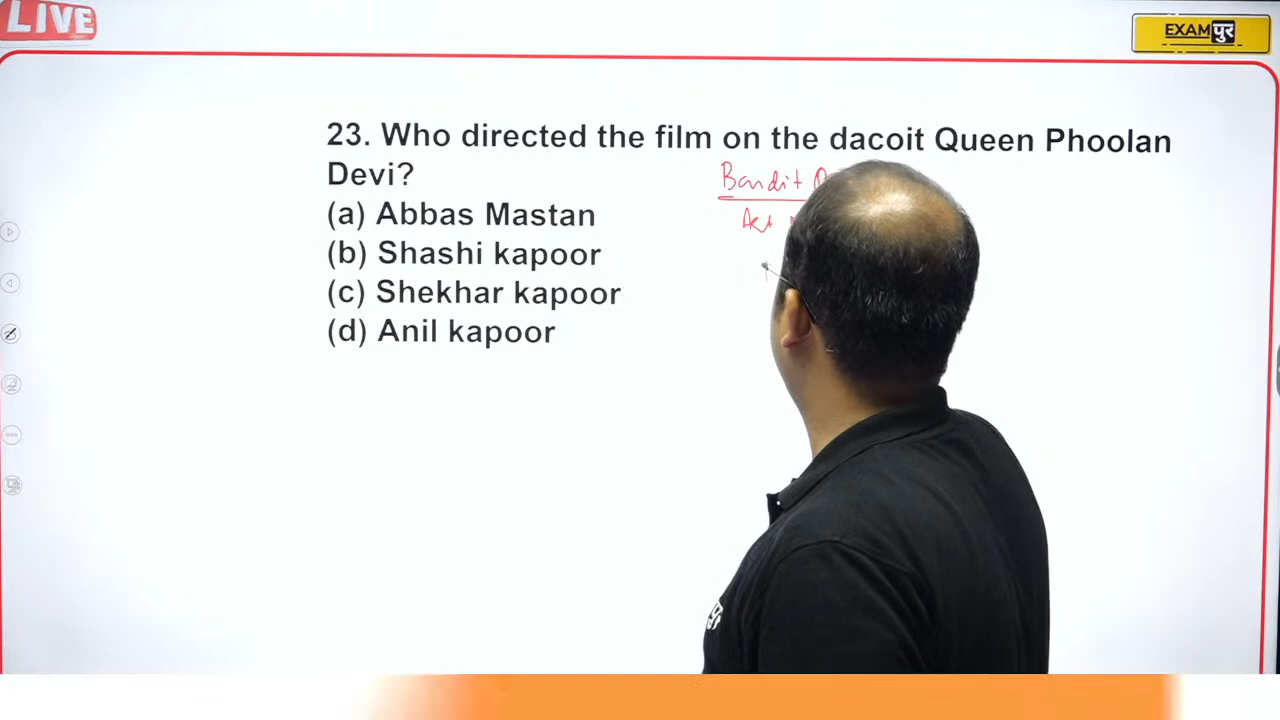 LIVE
EXAMपुर
23. Who directed the film on the dacoit Queen Phoolan
Devi?
Bandit
(a) Abbas Mastan
(b) Shashi kapoor
(c) Shekhar kapoor
(d) Anil kapoor